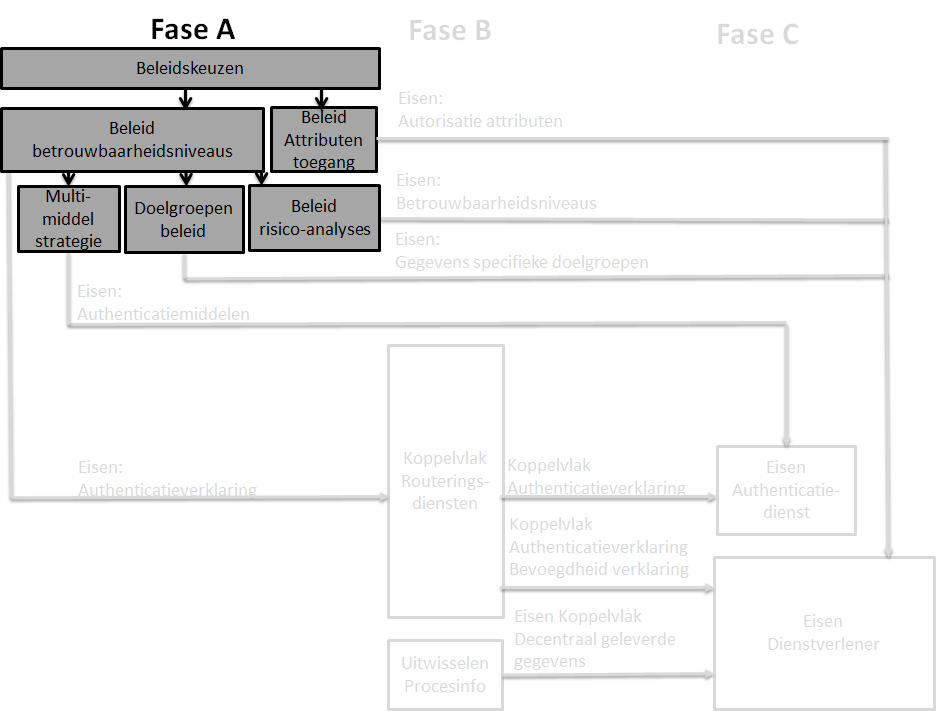 Fase A
Fase B
Fase C
Beleidskeuzen
Beleid
betrouwbaarheidsniveaus
Beleid
Attributen
toegang
Eisen:
Autorisatie attributen
Multi-
middel
strategie
Doelgroepen
beleid
Beleid
risico-analyses
Eisen:
Betrouwbaarheidsniveaus
Eisen:
Gegevens specifieke doelgroepen
Eisen:
Authenticatiemiddelen
Eisen:
Authenticatieverklaring
Koppelvlak
Routerings-
diensten
Koppelvlak
Authenticatieverklaring
Eisen
Authenticatie-
dienst
Koppelvlak
Authenticatieverklaring
Bevoegdheid verklaring
Eisen Koppelvlak
Decentraal geleverde
gegevens
Eisen
Dienstverlener
Uitwisselen
Procesinfo